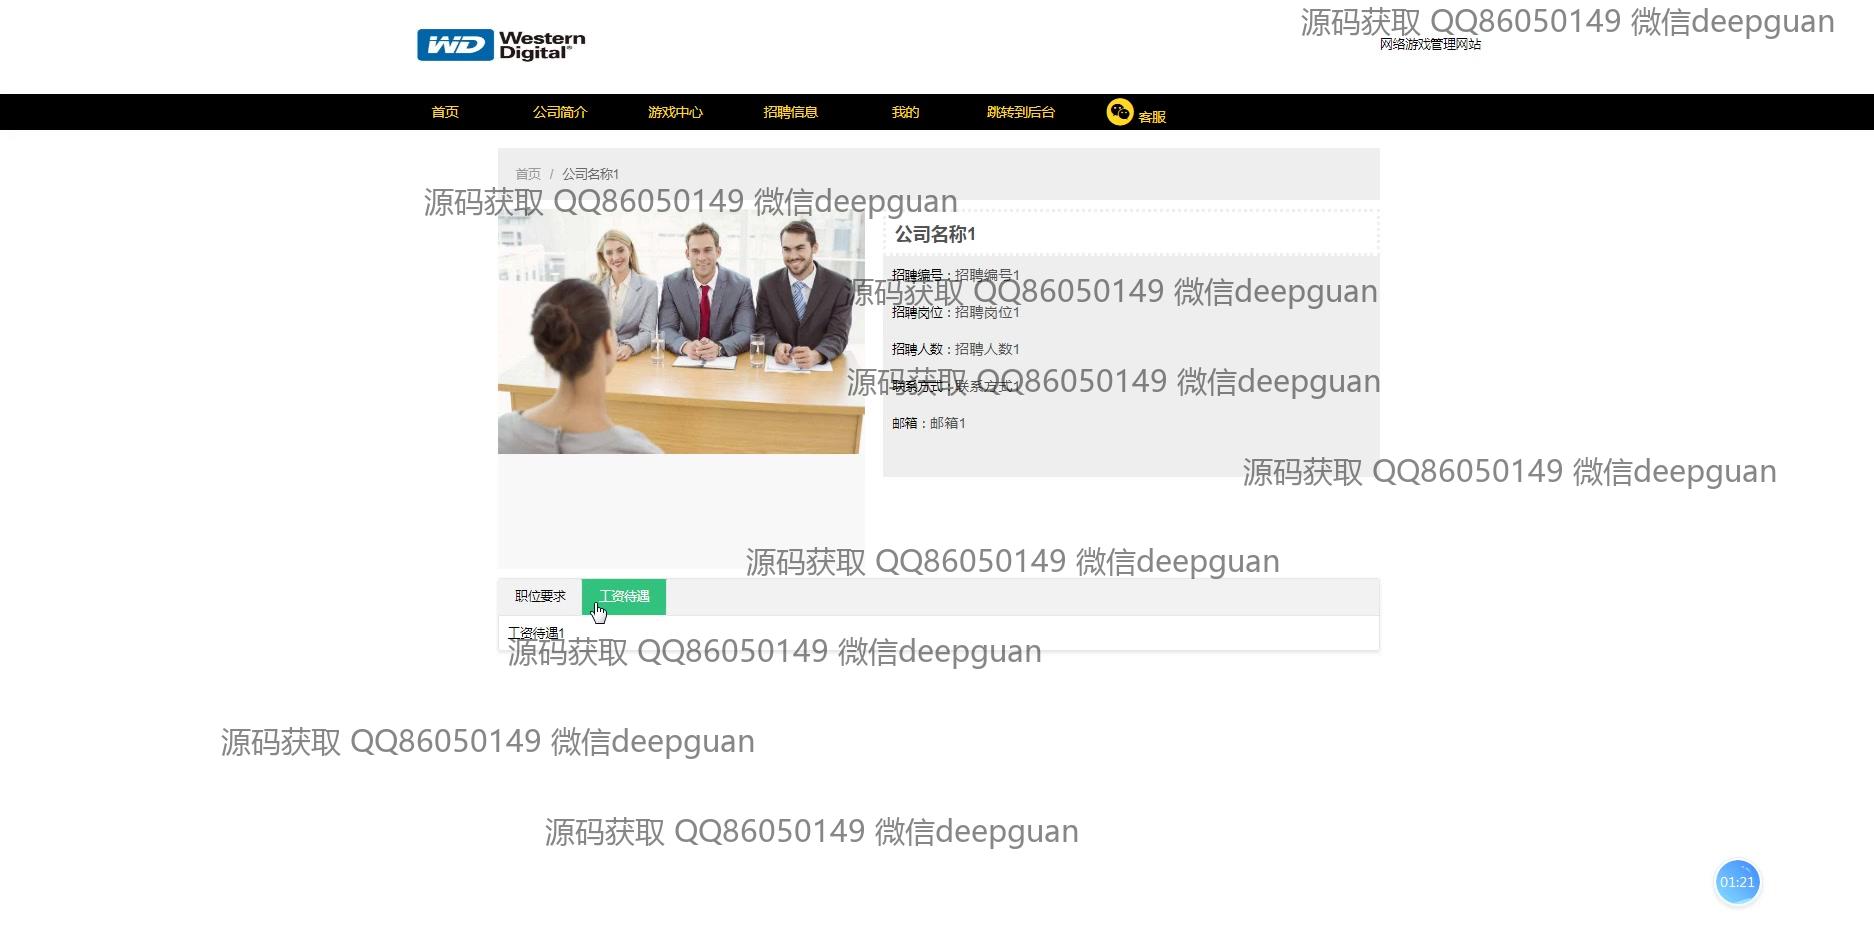 源码获取 QQ86050149 微信deepguan
WD Western Digital®
网络游戏管理网站
首页 公司简介 游戏中心 招聘信息 我的 跳转到后台 客服
首页 / 公司名称1
源码获取 QQ86050149 微信deepguan
公司名称1
招聘编号：招聘编号1
源码获取 QQ86050149 微信deepguan
招聘岗位：招聘岗位1
招聘人数：招聘人数1
联系方式：联系方式1
源码获取 QQ86050149 微信deepguan
邮箱：邮箱1
源码获取 QQ86050149 微信deepguan
源码获取 QQ86050149 微信deepguan
职位要求 工资待遇
工资待遇1
源码获取 QQ86050149 微信deepguan
源码获取 QQ86050149 微信deepguan
源码获取 QQ86050149 微信deepguan
01:21